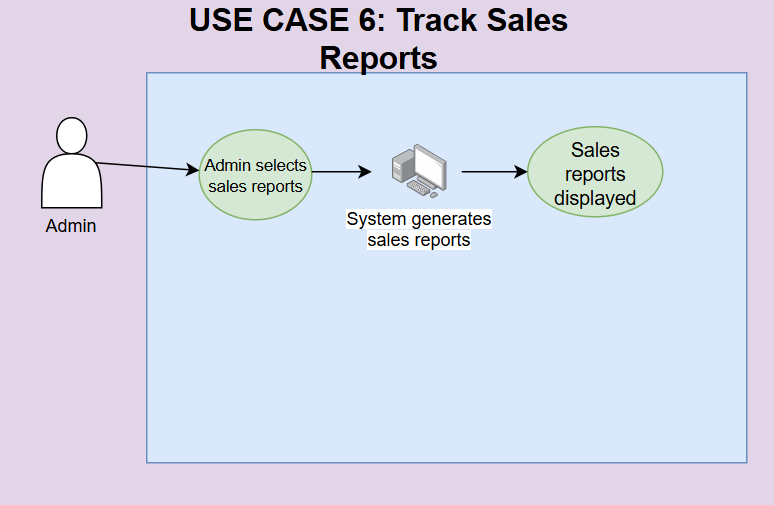 USE CASE 6: Track Sales
Reports
Admin
Admin selects
sales reports
System generates
sales reports
Sales
reports
displayed